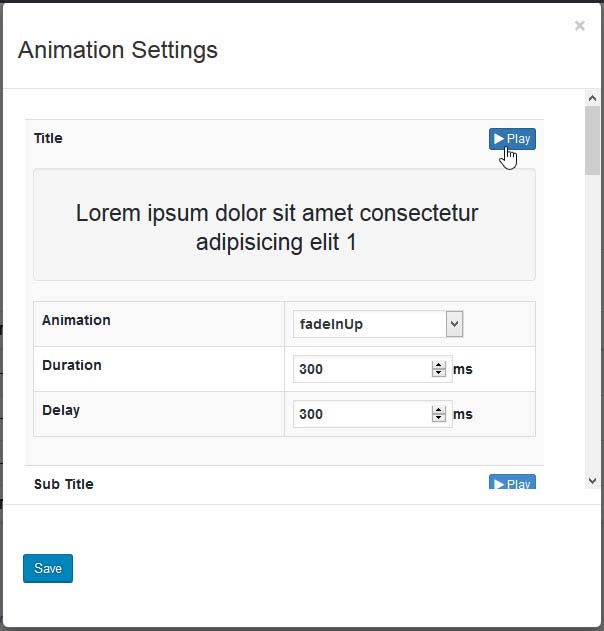 Animation Settings
Title
Play
Lorem ipsum dolor sit amet consectetur
adipisicing elit 1
Animation
fadeInUp
Duration
300 ms
Delay
300 ms
Sub Title
Play
Save